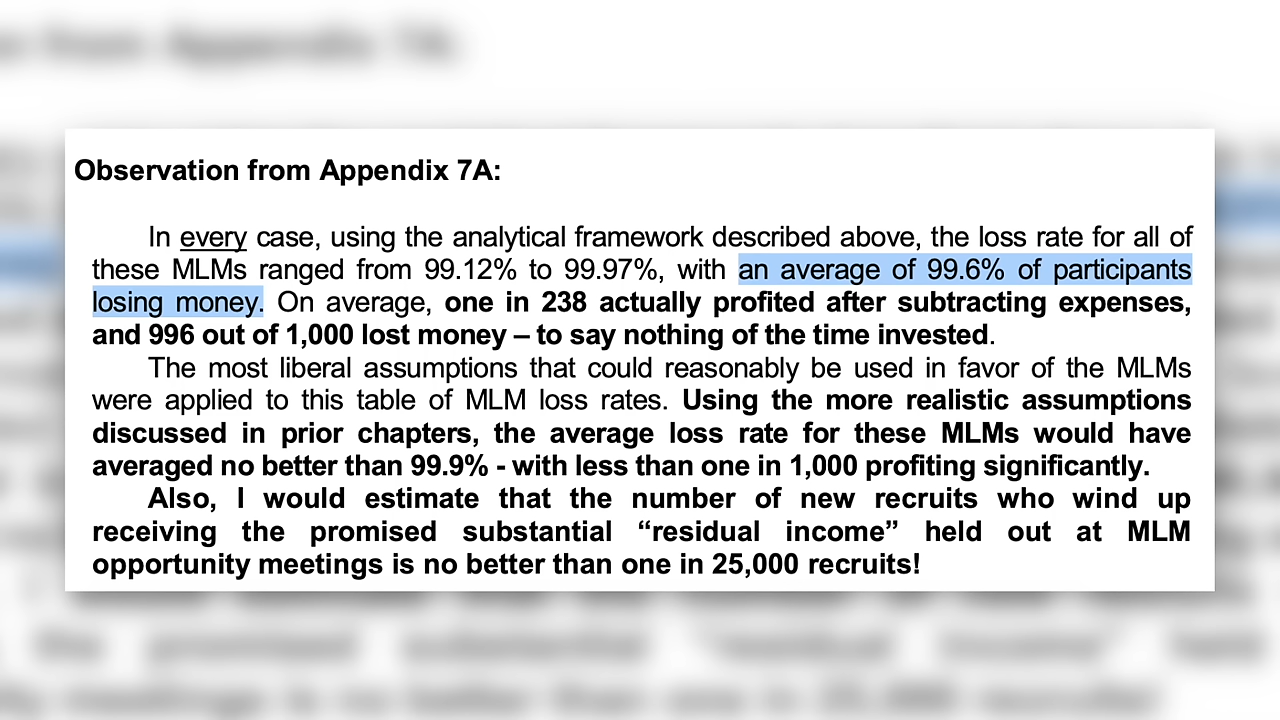 Observation from Appendix 7A:
In every case, using the analytical framework described above, the loss rate for all of
these MLMs ranged from 99.12% to 99.97%, with an average of 99.6% of participants
losing money. On average, one in 238 actually profited after subtracting expenses,
and 996 out of 1,000 lost money – to say nothing of the time invested.
The most liberal assumptions that could reasonably be used in favor of the MLMs
were applied to this table of MLM loss rates. Using the more realistic assumptions
discussed in prior chapters, the average loss rate for these MLMs would have
averaged no better than 99.9% - with less than one in 1,000 profiting significantly.
Also, I would estimate that the number of new recruits who wind up
receiving the promised substantial “residual income” held out at MLM
opportunity meetings is no better than one in 25,000 recruits!